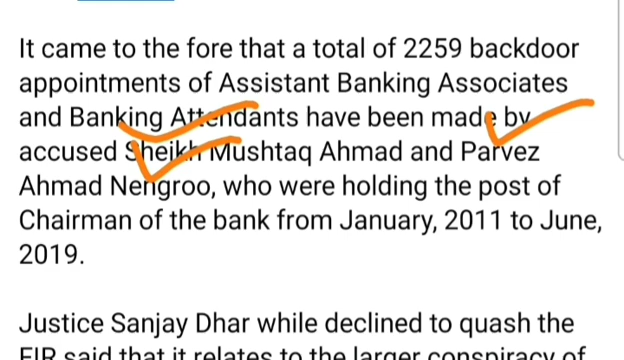 It came to the fore that a total of 2259 backdoor
appointments of Assistant Banking Associates
and Banking Attendants have been made by
accused Sheikh Mushtaq Ahmad and Parvez
Ahmad Nengroo, who were holding the post of
Chairman of the bank from January, 2011 to June,
2019.
Justice Sanjay Dhar while declined to quash the
FIR said that it relates to the larger conspiracy of